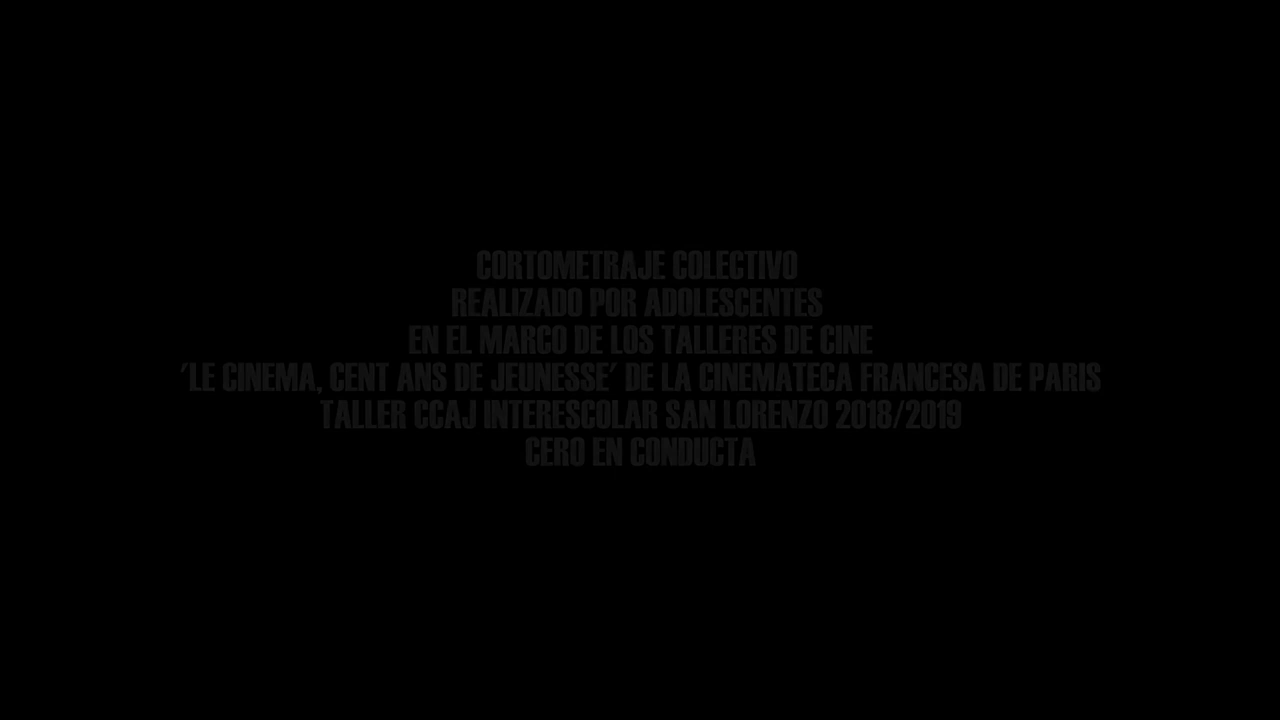 CORTOMETRAJE COLECTIVO
REALIZADO POR ADOLESCENTES
EN EL MARCO DE LOS TALLERES DE CINE
'LE CINEMA, CENT ANS DE JEUNESSE' DE LA CINEMATECA FRANCESA DE PARIS
TALLER CCAJ INTERESCOLAR SAN LORENZO 2018/2019
CERO EN CONDUCTA